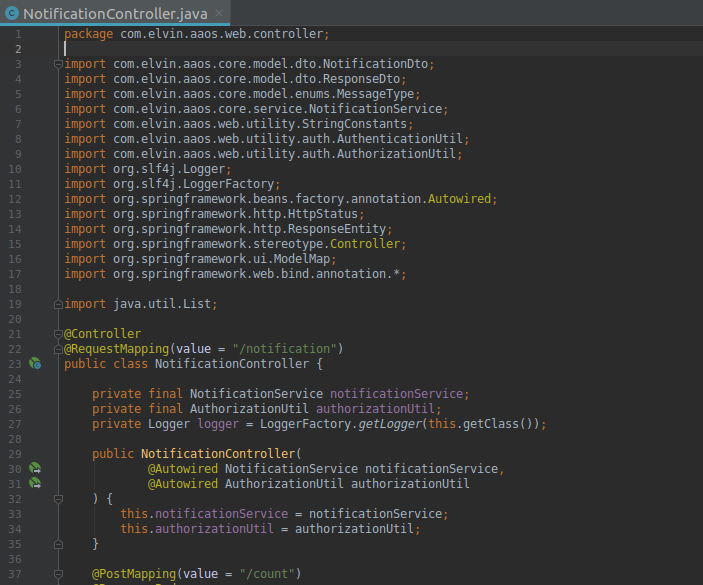 NotificationController.java
1 package com.elvin.aaos.web.controller;
2
3 import com.elvin.aaos.core.model.dto.NotificationDto;
4 import com.elvin.aaos.core.model.dto.ResponseDto;
5 import com.elvin.aaos.core.model.enums.MessageType;
6 import com.elvin.aaos.core.service.NotificationService;
7 import com.elvin.aaos.web.utility.StringConstants;
8 import com.elvin.aaos.web.utility.auth.AuthenticationUtil;
9 import com.elvin.aaos.web.utility.auth.AuthorizationUtil;
10 import org.slf4j.Logger;
11 import org.slf4j.LoggerFactory;
12 import org.springframework.beans.factory.annotation.Autowired;
13 import org.springframework.http.HttpStatus;
14 import org.springframework.http.ResponseEntity;
15 import org.springframework.stereotype.Controller;
16 import org.springframework.ui.ModelMap;
17 import org.springframework.web.bind.annotation.*;
18
19 import java.util.List;
20
21 @Controller
22 @RequestMapping(value = "/notification")
23 public class NotificationController {
24
25 private final NotificationService notificationService;
26 private final AuthorizationUtil authorizationUtil;
27 private Logger logger = LoggerFactory.getLogger(this.getClass());
28
29 public NotificationController(
30 @Autowired NotificationService notificationService,
31 @Autowired AuthorizationUtil authorizationUtil
32 ) {
33 this.notificationService = notificationService;
34 this.authorizationUtil = authorizationUtil;
35 }
36
37 @PostMapping(value = "/count")